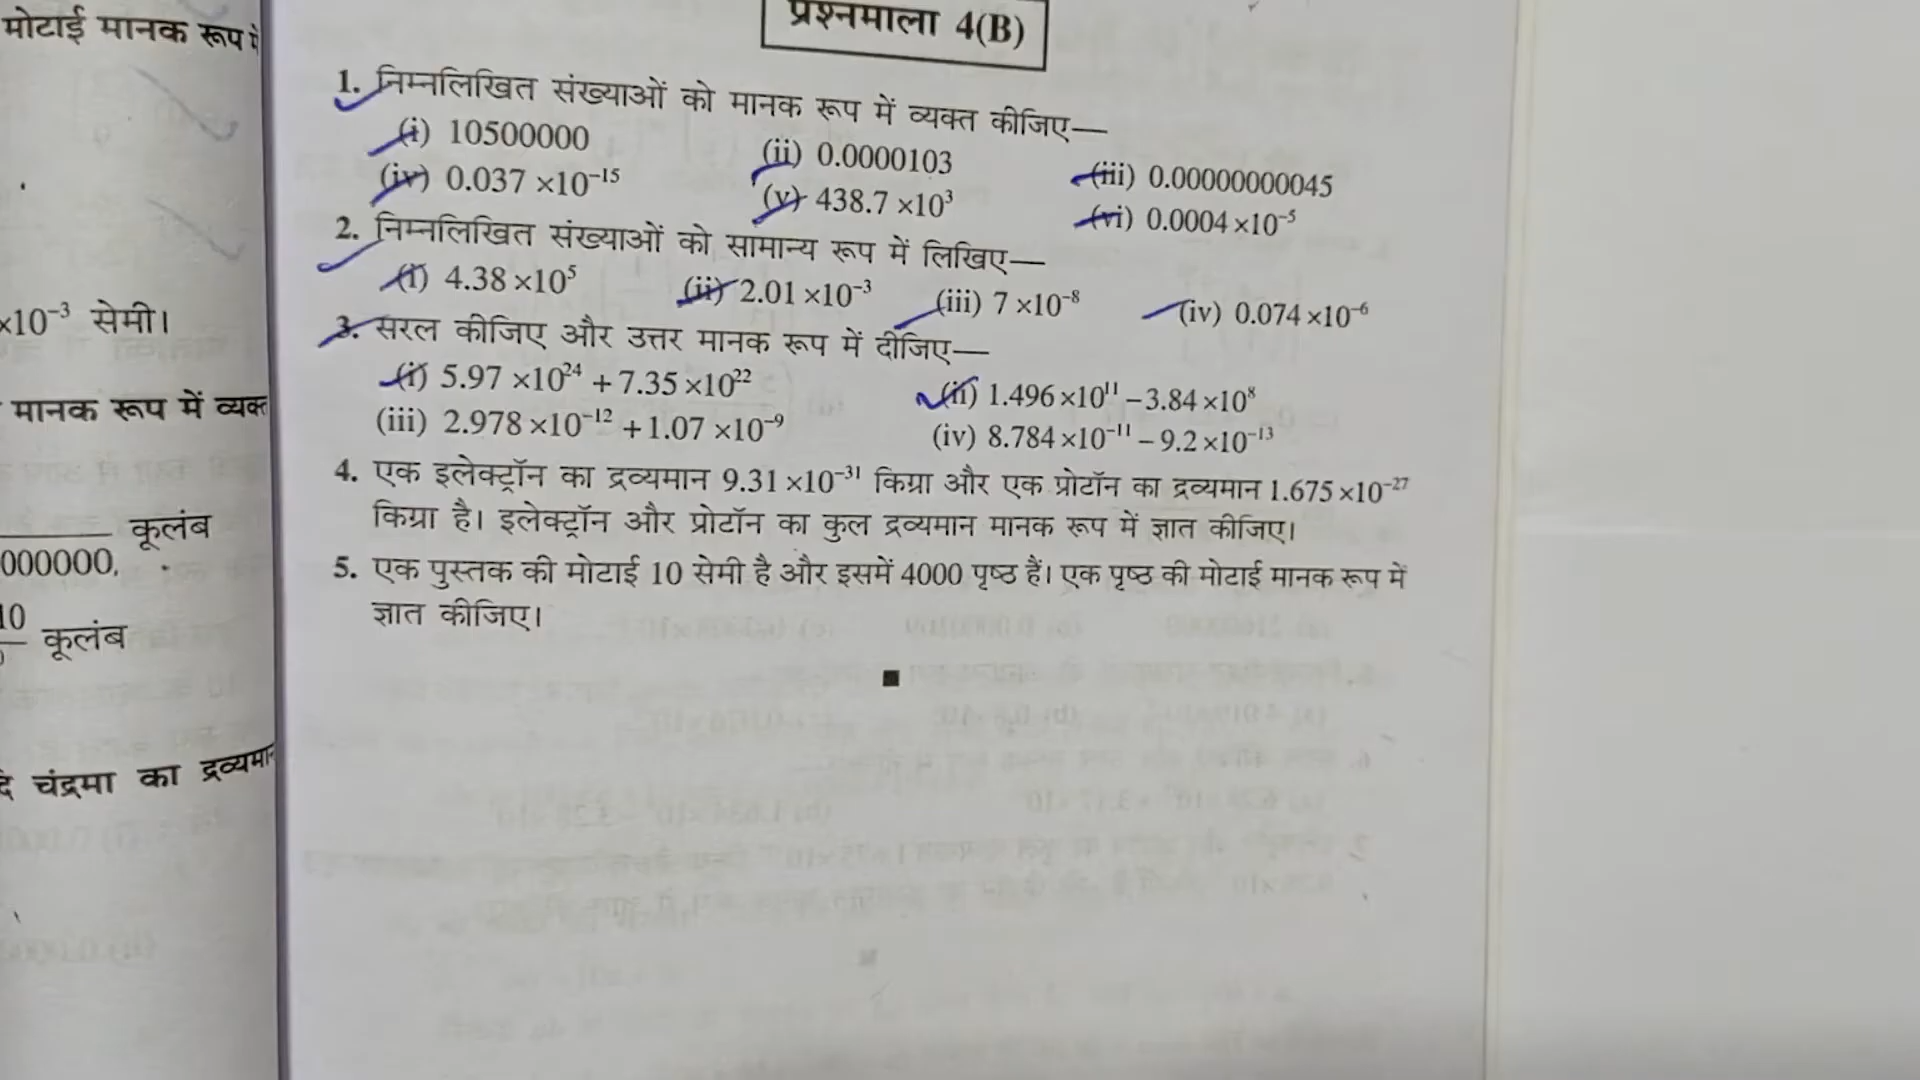 मोटाई मानक रूप में
×10⁻³ सेमी।
मानक रूप में व्यक्त
कूलंब
000000,
10
कूलंब
चंद्रमा का द्रव्यमान
प्रश्नमाला 4(B)
1. निम्नलिखित संख्याओं को मानक रूप में व्यक्त कीजिए—
(i) 10500000 (ii) 0.0000103 (iii) 0.00000000045
(iv) 0.037 ×10⁻¹⁵ (v) 438.7 ×10³ (vi) 0.0004 ×10⁻⁵
2. निम्नलिखित संख्याओं को सामान्य रूप में लिखिए—
(i) 4.38 ×10⁵ (ii) 2.01 ×10⁻³ (iii) 7 ×10⁻⁸ (iv) 0.074 ×10⁻⁶
3. सरल कीजिए और उत्तर मानक रूप में दीजिए—
(i) 5.97 ×10²⁴ + 7.35 ×10²² (ii) 1.496 ×10¹¹ – 3.84 ×10⁸
(iii) 2.978 ×10⁻¹² + 1.07 ×10⁻⁹ (iv) 8.784 ×10⁻¹¹ – 9.2 ×10⁻¹³
4. एक इलेक्ट्रॉन का द्रव्यमान 9.31 ×10⁻³¹ किग्रा और एक प्रोटॉन का द्रव्यमान 1.675 ×10⁻²⁷
किग्रा है। इलेक्ट्रॉन और प्रोटॉन का कुल द्रव्यमान मानक रूप में ज्ञात कीजिए।
5. एक पुस्तक की मोटाई 10 सेमी है और इसमें 4000 पृष्ठ हैं। एक पृष्ठ की मोटाई मानक रूप में
ज्ञात कीजिए।